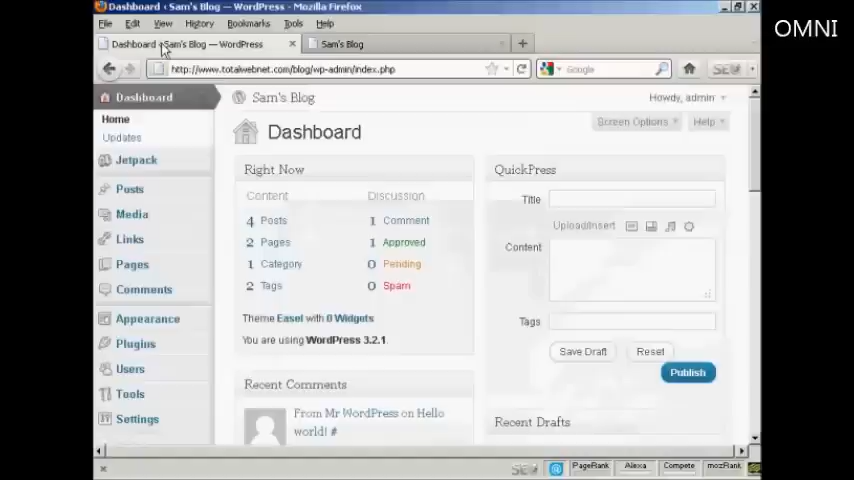 Dashboard ‹ Sam's Blog — WordPress - Mozilla Firefox
OMNI
File Edit View History Bookmarks Tools Help
Dashboard ‹ Sam's Blog — WordPress
Sam's Blog
http://www.totalwebnet.com/blog/wp-admin/index.php
Google
Dashboard
Sam's Blog
Howdy, admin
Home
Updates
Screen Options
Help
Dashboard
Jetpack
Posts
Media
Links
Pages
Comments
Appearance
Plugins
Users
Tools
Settings
Right Now
Content Discussion
4 Posts 1 Comment
2 Pages 1 Approved
1 Category 0 Pending
2 Tags 0 Spam
Theme Easel with 0 Widgets
You are using WordPress 3.2.1.
Recent Comments
From Mr WordPress on Hello
world! #
QuickPress
Title
Upload/Insert
Content
Tags
Save Draft Reset
Publish
Recent Drafts
PageRank Alexa Compete mozRank